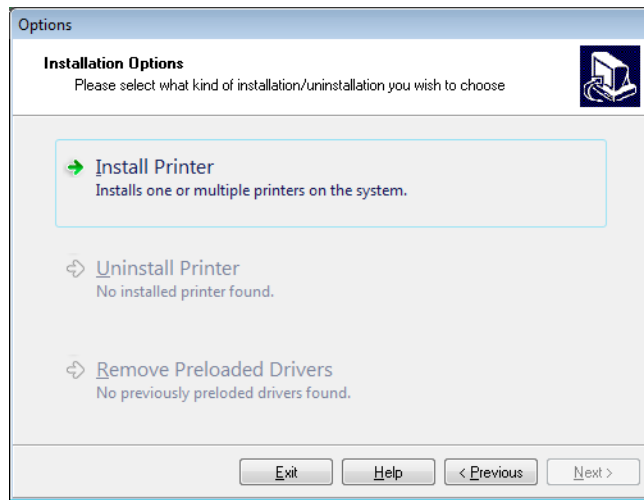 Options
Installation Options
Please select what kind of installation/uninstallation you wish to choose
Install Printer
Installs one or multiple printers on the system.
Uninstall Printer
No installed printer found.
Remove Preloaded Drivers
No previously preloded drivers found.
Exit Help < Previous Next >